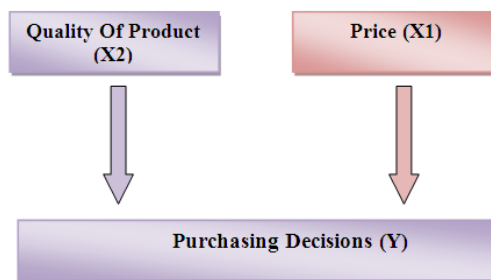 Quality Of Product
(X2)
Price (X1)
Purchasing Decisions (Y)